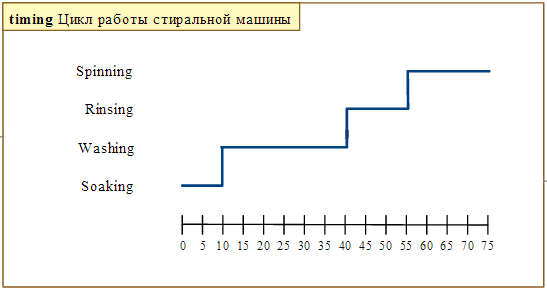 timing Цикл работы стиральной машины
Spinning
Rinsing
Washing
Soaking
0 5 10 15 20 25 30 35 40 45 50 55 60 65 70 75